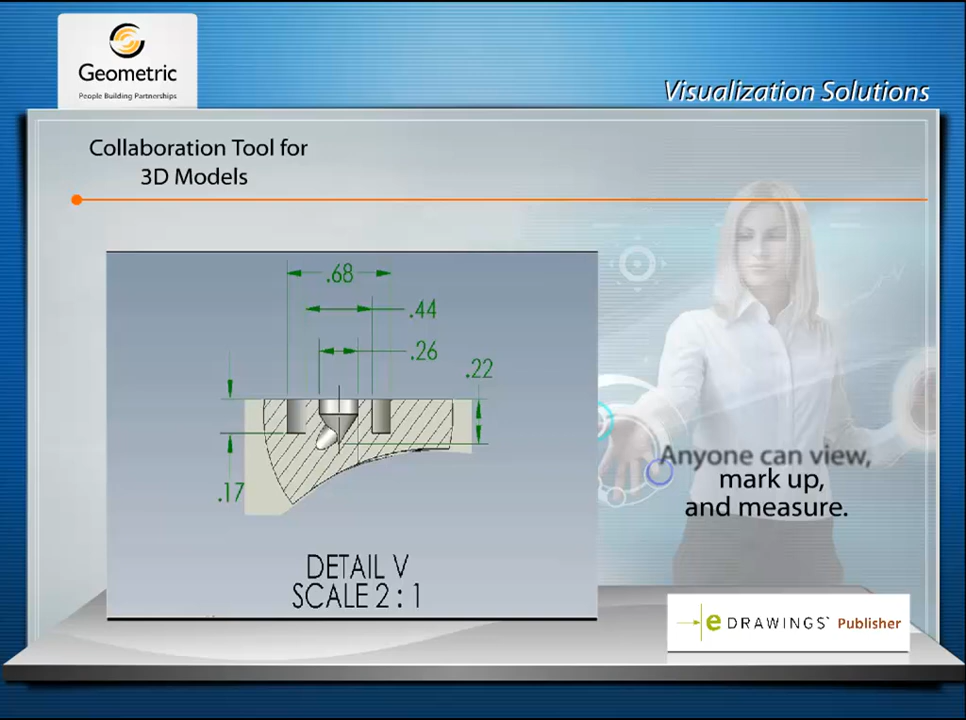 Geometric
People Building Partnerships
Visualization Solutions
Collaboration Tool for
3D Models
.68
.44
.26
.22
.17
Anyone can view,
mark up,
and measure.
DETAIL V
SCALE 2 : 1
eDRAWINGS Publisher